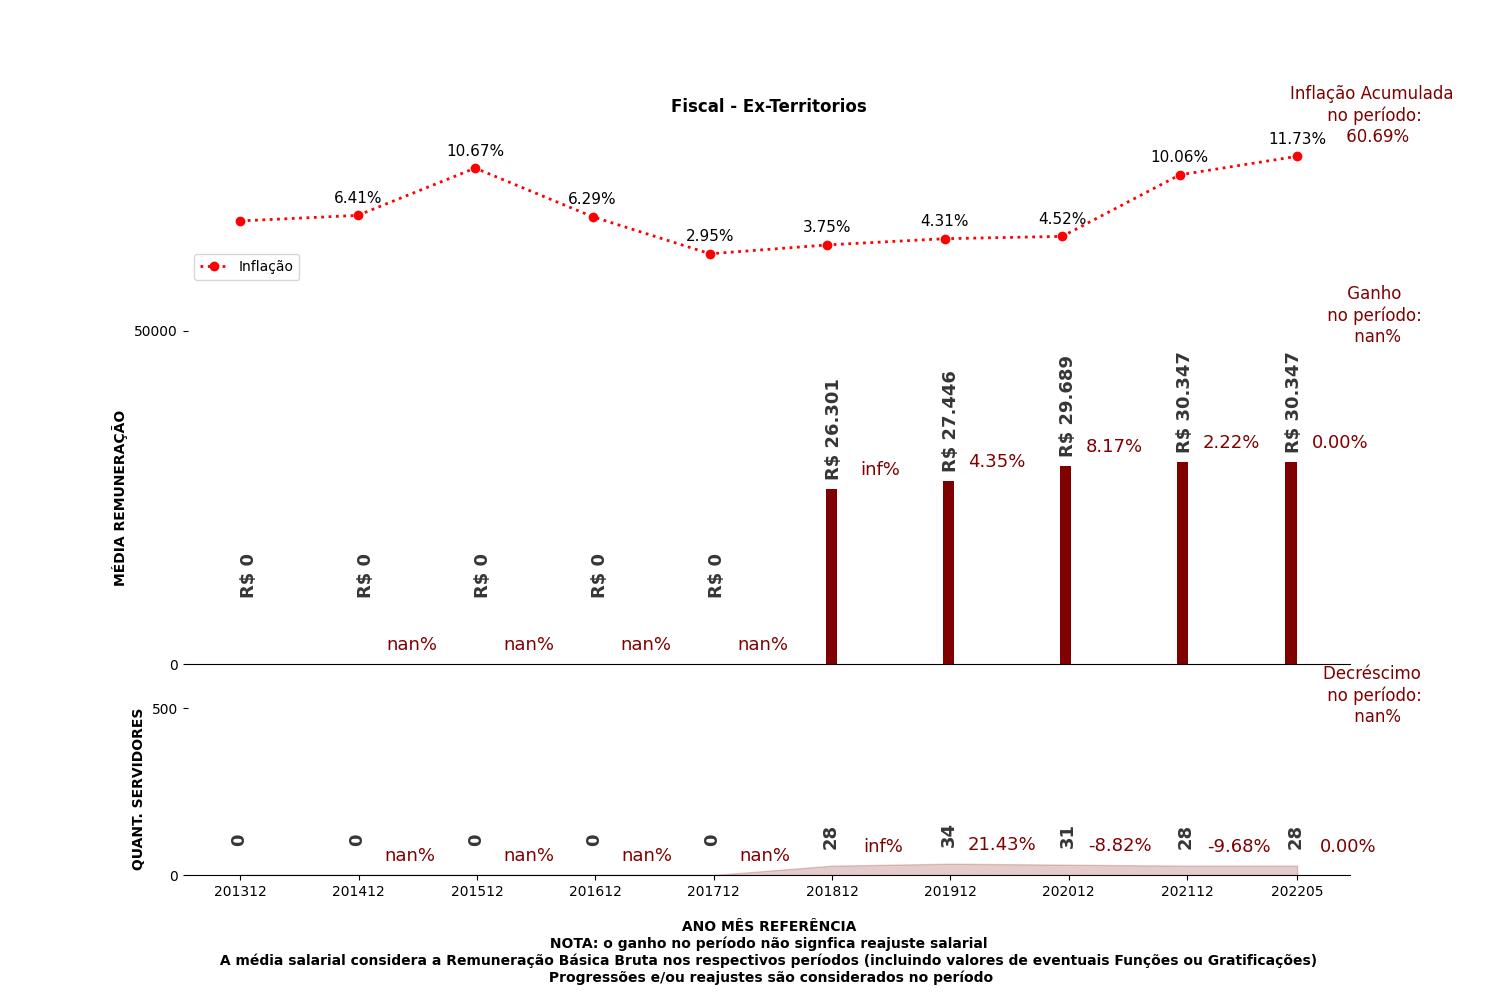 Fiscal - Ex-Territorios
Inflação Acumulada
no período:
60.69%
6.41%
10.67%
6.29%
2.95%
3.75%
4.31%
4.52%
10.06%
11.73%
Inflação
Ganho
no período:
nan%
MÉDIA REMUNERAÇÃO
50000
0
R$ 0
R$ 0
R$ 0
R$ 0
R$ 0
R$ 26.301
R$ 27.446
R$ 29.689
R$ 30.347
R$ 30.347
nan%
nan%
nan%
nan%
inf%
4.35%
8.17%
2.22%
0.00%
Decréscimo
no período:
nan%
QUANT. SERVIDORES
500
0
0
0
0
0
0
28
34
31
28
28
nan%
nan%
nan%
nan%
inf%
21.43%
-8.82%
-9.68%
0.00%
201312
201412
201512
201612
201712
201812
201912
202012
202112
202205
ANO MÊS REFERÊNCIA
NOTA: o ganho no período não signfica reajuste salarial
A média salarial considera a Remuneração Básica Bruta nos respectivos períodos (incluindo valores de eventuais Funções ou Gratificações)
Progressões e/ou reajustes são considerados no período